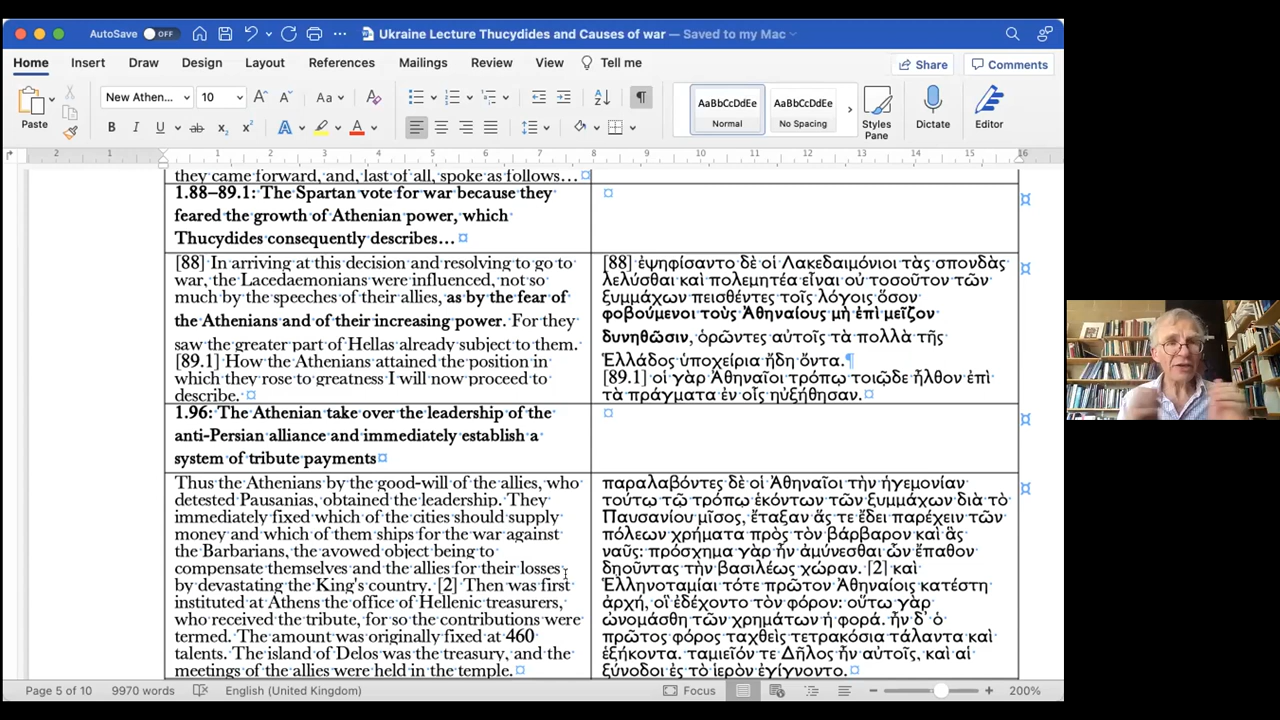 AutoSave OFF
Ukraine Lecture Thucydides and Causes of war — Saved to my Mac
Home Insert Draw Design Layout References Mailings Review View Tell me
Share Comments
Paste
New Athen... 10
AaBbCcDdEe AaBbCcDdEe
Normal No Spacing
Styles Pane
Dictate
Editor
2 1 1 2 3 4 5 6 7 8 9 10 11 12 13 14 15 16
they came forward, and, last of all, spoke as follows…
1.88–89.1: The Spartan vote for war because they
feared the growth of Athenian power, which
Thucydides consequently describes…
[88] In arriving at this decision and resolving to go to
war, the Lacedaemonians were influenced, not so
much by the speeches of their allies, as by the fear of
the Athenians and of their increasing power. For they
saw the greater part of Hellas already subject to them.
[89.1] How the Athenians attained the position in
which they rose to greatness I will now proceed to
describe.
[88] ἐψηφίσαντο δὲ οἱ Λακεδαιμόνιοι τὰς σπονδὰς
λελύσθαι καὶ πολεμητέα εἶναι οὐ τοσοῦτον τῶν
ξυμμάχων πεισθέντες τοῖς λόγοις ὅσον
φοβούμενοι τοὺς Ἀθηναίους μὴ ἐπὶ μεῖζον
δυνηθῶσιν, ὁρῶντες αὐτοῖς τὰ πολλὰ τῆς
Ἑλλάδος ὑποχείρια ἤδη ὄντα.¶
[89.1] οἱ γὰρ Ἀθηναῖοι τρόπῳ τοιῷδε ἦλθον ἐπὶ
τὰ πράγματα ἐν οἷς ηὐξήθησαν.
1.96: The Athenian take over the leadership of the
anti-Persian alliance and immediately establish a
system of tribute payments
Thus the Athenians by the good-will of the allies, who
detested Pausanias, obtained the leadership. They
immediately fixed which of the cities should supply
money and which of them ships for the war against
the Barbarians, the avowed object being to
compensate themselves and the allies for their losses
by devastating the King's country. [2] Then was first
instituted at Athens the office of Hellenic treasurers,
who received the tribute, for so the contributions were
termed. The amount was originally fixed at 460
talents. The island of Delos was the treasury, and the
meetings of the allies were held in the temple.
παραλαβόντες δὲ οἱ Ἀθηναῖοι τὴν ἡγεμονίαν
τούτῳ τῷ τρόπῳ ἑκόντων τῶν ξυμμάχων διὰ τὸ
Παυσανίου μῖσος, ἔταξαν ἅς τε ἔδει παρέχειν τῶν
πόλεων χρήματα πρὸς τὸν βάρβαρον καὶ ἃς
ναῦς: πρόσχημα γὰρ ἦν ἀμύνεσθαι ὧν ἔπαθον
δῃοῦντας τὴν βασιλέως χώραν. [2] καὶ
Ἑλληνοταμίαι τότε πρῶτον Ἀθηναίοις κατέστη
ἀρχή, οἳ ἐδέχοντο τὸν φόρον: οὕτω γὰρ
ὠνομάσθη τῶν χρημάτων ἡ φορά. ἦν δ᾽ ὁ
πρῶτος φόρος ταχθεὶς τετρακόσια τάλαντα καὶ
ἑξήκοντα. ταμιεῖόν τε Δῆλος ἦν αὐτοῖς, καὶ αἱ
ξύνοδοι ἐς τὸ ἱερὸν ἐγίγνοντο.
Page 5 of 10 9970 words English (United Kingdom) Focus 200%